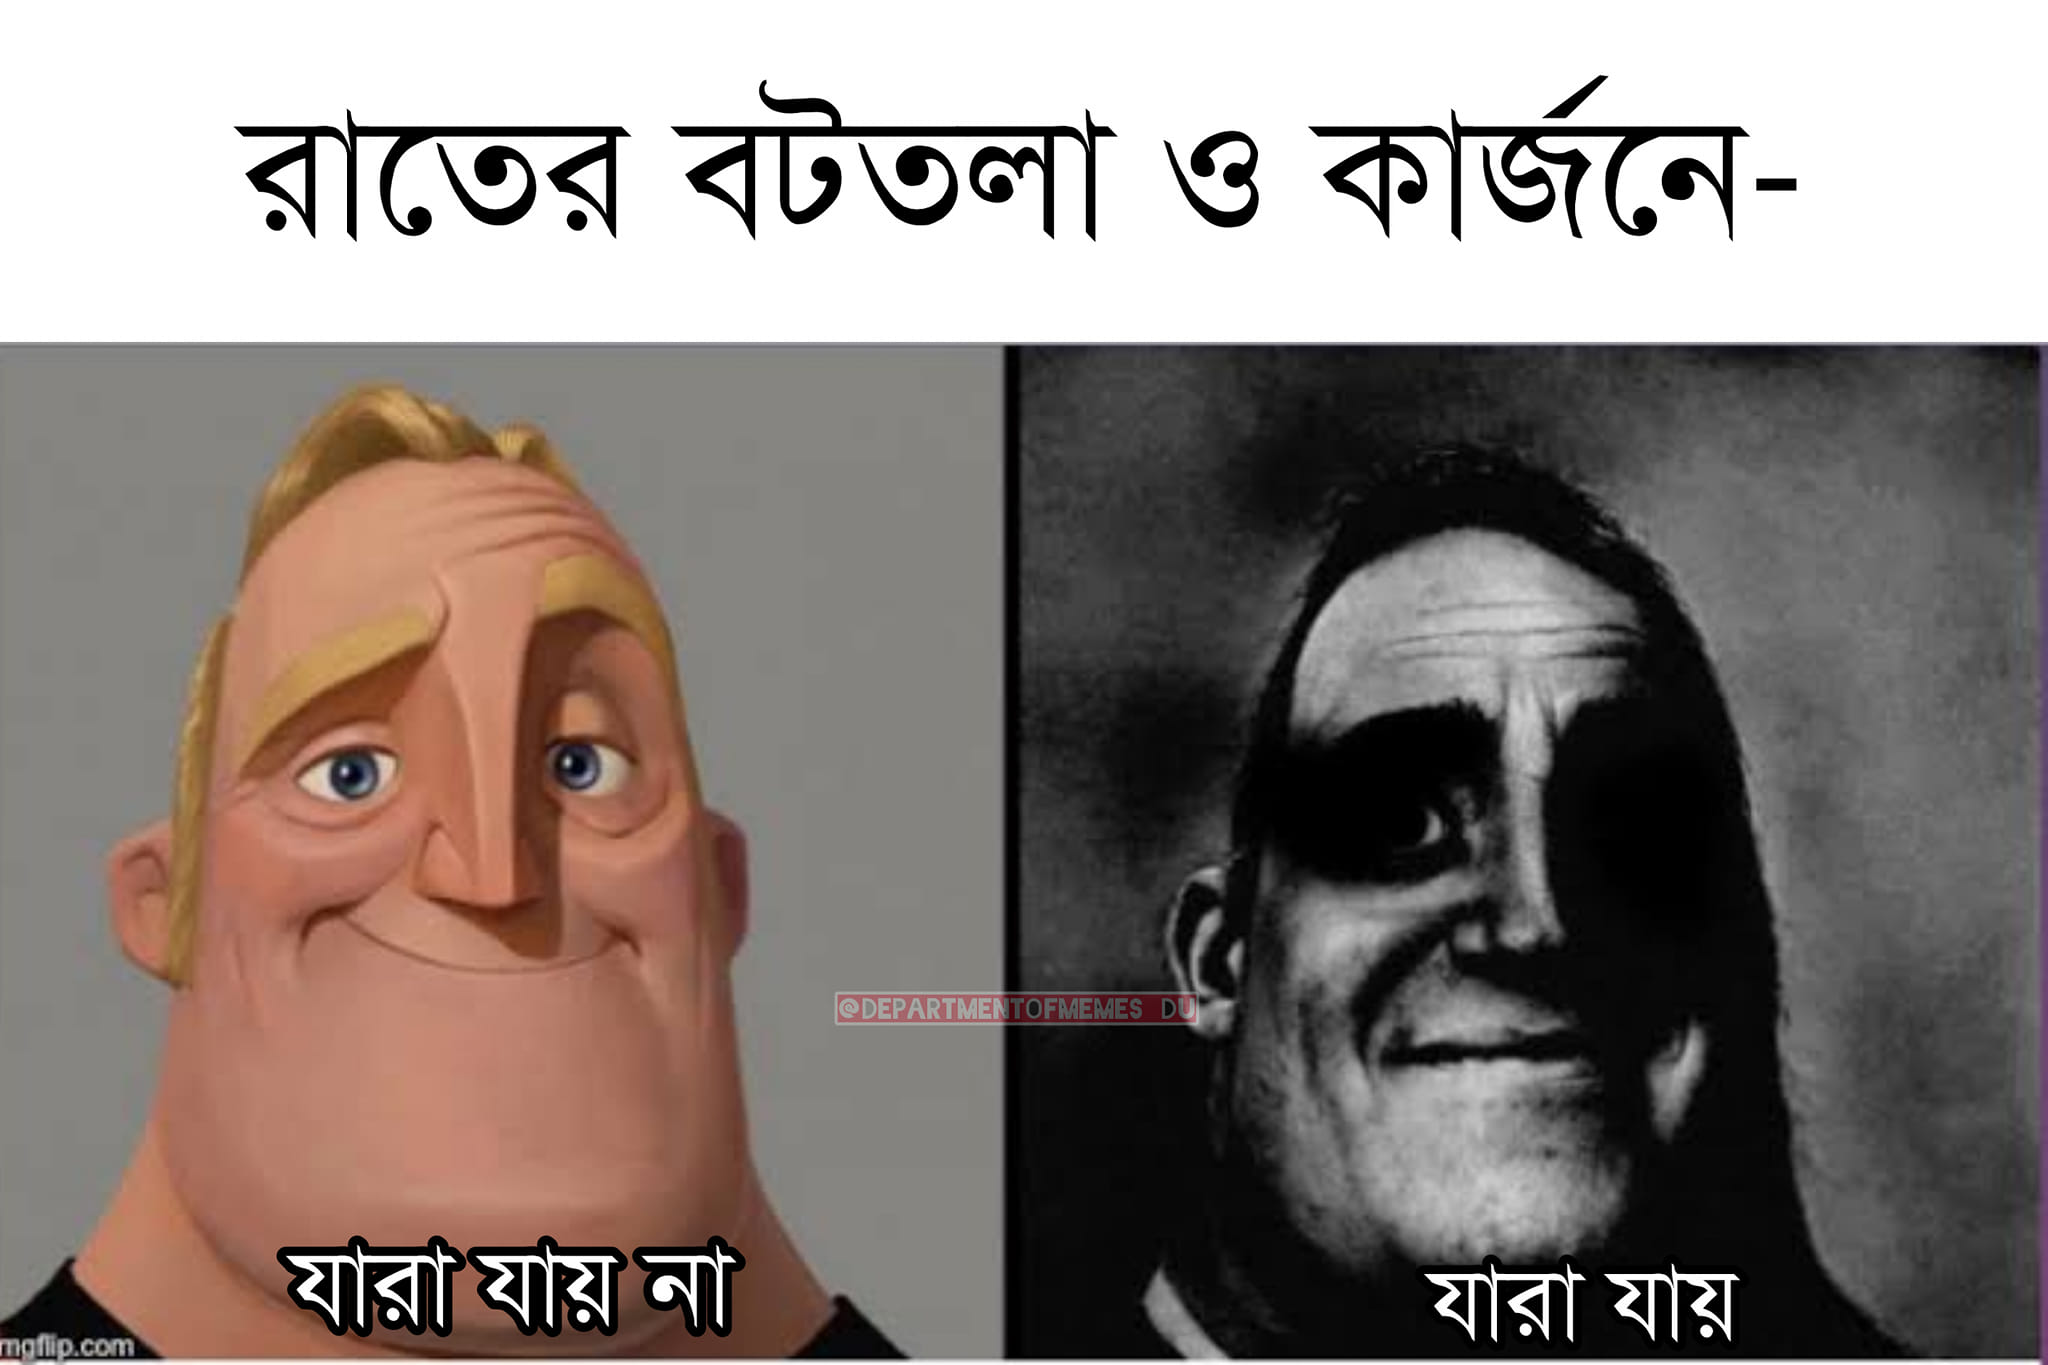 রাতের বটতলা ও কার্জনে-
@DEPARTMENTOFMEMES_DU
যারা যায় না
যারা যায়
mgflip.com